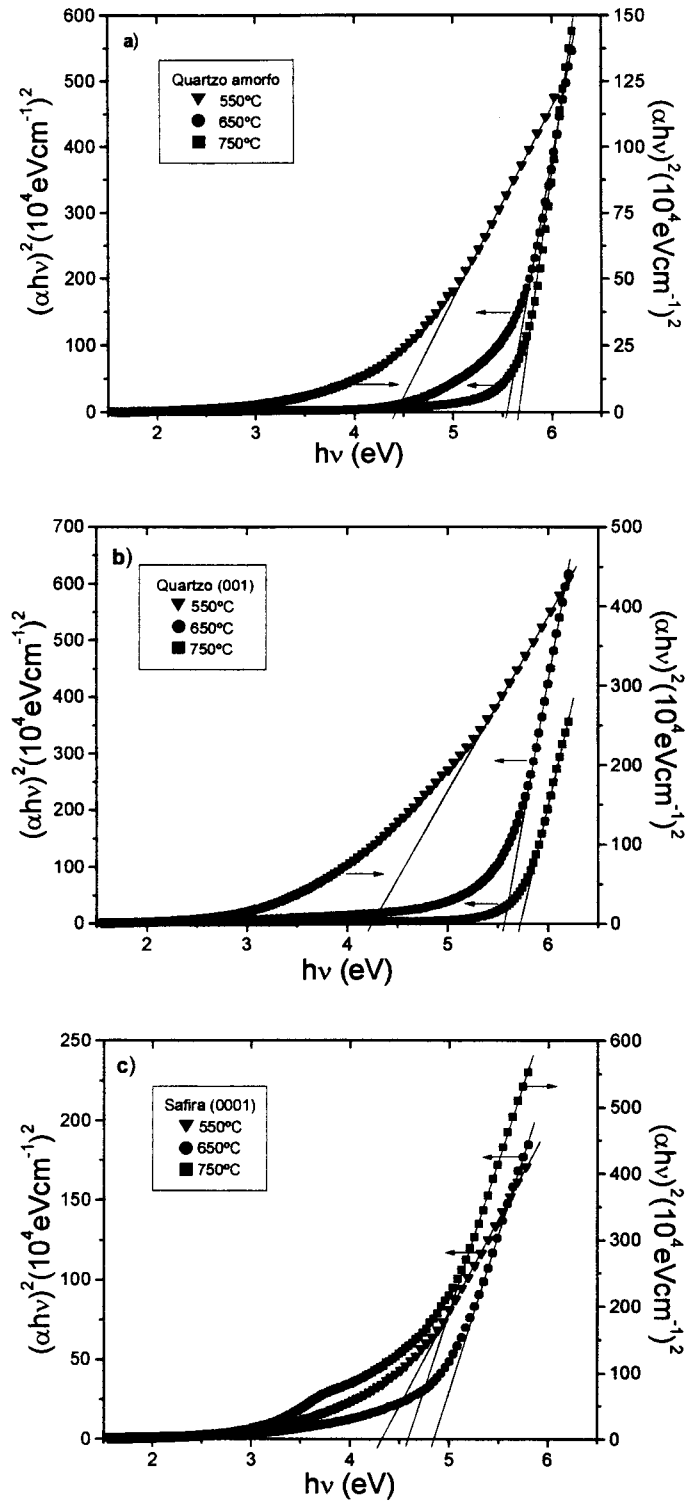 a)
Quartzo amorfo
550ºC
650ºC
750ºC
600
500
400
300
200
100
0
150
125
100
75
50
25
0
2 3 4 5 6
(αhν)²(10⁴eVcm⁻¹)²
(αhν)²(10⁴eVcm⁻¹)²
hν (eV)
b)
Quartzo (001)
550ºC
650ºC
750ºC
700
600
500
400
300
200
100
0
500
400
300
200
100
0
2 3 4 5 6
(αhν)²(10⁴eVcm⁻¹)²
(αhν)²(10⁴eVcm⁻¹)²
hν (eV)
c)
Safira (0001)
550ºC
650ºC
750ºC
250
225
200
175
150
125
100
75
50
25
0
600
500
400
300
200
100
0
2 3 4 5 6
(αhν)²(10⁴eVcm⁻¹)²
(αhν)²(10⁴eVcm⁻¹)²
hν (eV)